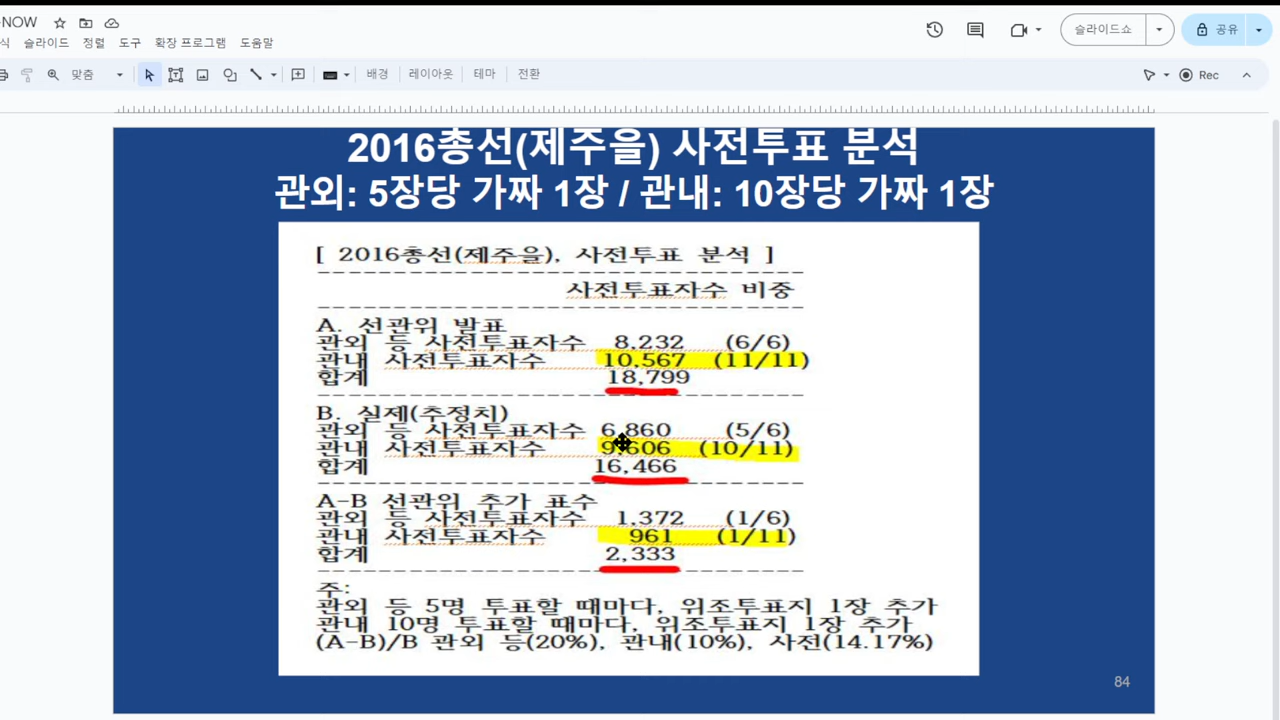 -NOW
식 슬라이드 정렬 도구 확장 프로그램 도움말
슬라이드쇼
공유
맞춤
배경 레이아웃 테마 전환
Rec
2016총선(제주을) 사전투표 분석
관외: 5장당 가짜 1장 / 관내: 10장당 가짜 1장
[ 2016총선(제주을), 사전투표 분석 ]
사전투표자수 비중
A. 선관위 발표
관외 등 사전투표자수 8,232 (6/6)
관내 사전투표자수 10,567 (11/11)
합계 18,799
B. 실제(추정치)
관외 등 사전투표자수 6,860 (5/6)
관내 사전투표자수 9,606 (10/11)
합계 16,466
A-B 선관위 추가 표수
관외 등 사전투표자수 1,372 (1/6)
관내 사전투표자수 961 (1/11)
합계 2,333
주:
관외 등 5명 투표할 때마다, 위조투표지 1장 추가
관내 10명 투표할 때마다, 위조투표지 1장 추가
(A-B)/B 관외 등(20%), 관내(10%), 사전(14.17%)
84